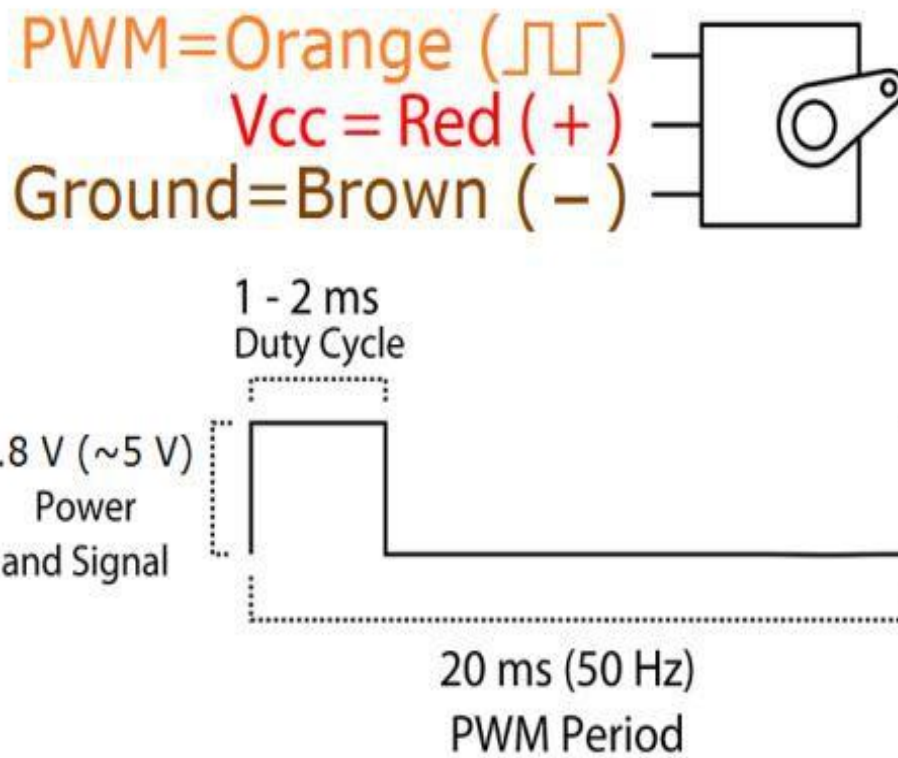 PWM=Orange (⎍⎍)
Vcc = Red ( + )
Ground=Brown ( − )
1 - 2 ms
Duty Cycle
.8 V (~5 V)
Power
and Signal
20 ms (50 Hz)
PWM Period